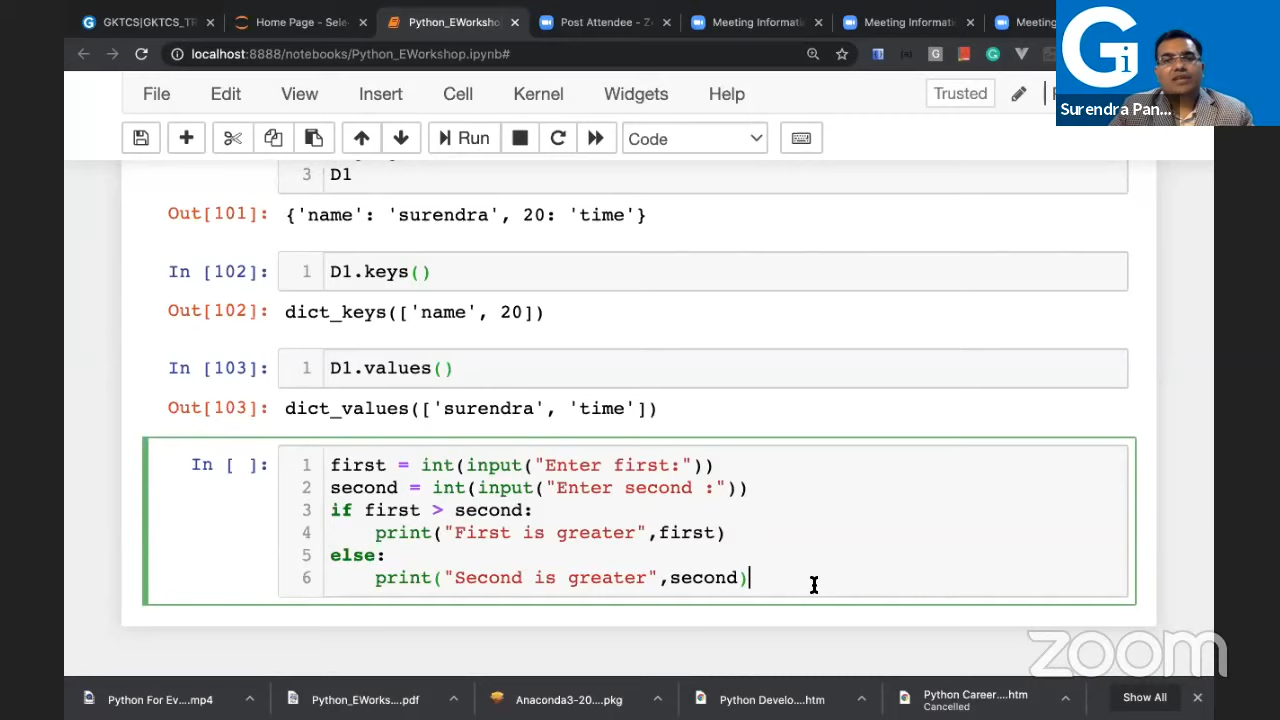 GKTCS|GKTCS_TR
Home Page - Sele
Python_EWorksho
Post Attendee - Z
Meeting Informati
Meeting Informati
Meeting
localhost:8888/notebooks/Python_EWorkshop.ipynb#
Gi
Surendra Pan...
File Edit View Insert Cell Kernel Widgets Help Trusted
Run Code
3 D1
Out[101]: {'name': 'surendra', 20: 'time'}
In [102]: 1 D1.keys()
Out[102]: dict_keys(['name', 20])
In [103]: 1 D1.values()
Out[103]: dict_values(['surendra', 'time'])
In [ ]: 1 first = int(input("Enter first:"))
2 second = int(input("Enter second :"))
3 if first > second:
4 print("First is greater",first)
5 else:
6 print("Second is greater",second)
zoom
Python For Ev....mp4
Python_EWorks....pdf
Anaconda3-20....pkg
Python Develo....htm
Python Career....htm
Cancelled
Show All